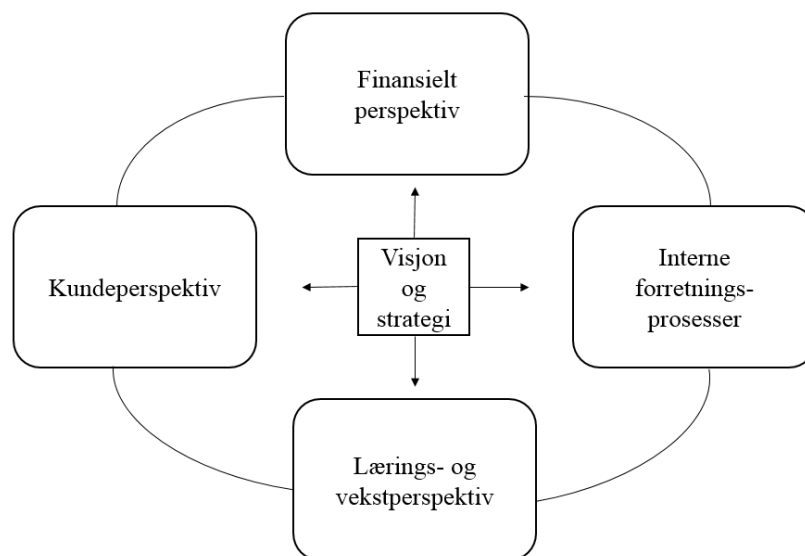 Finansielt
perspektiv
Kundeperspektiv
Visjon
og
strategi
Interne
forretnings-
prosesser
Lærings- og
vekstperspektiv